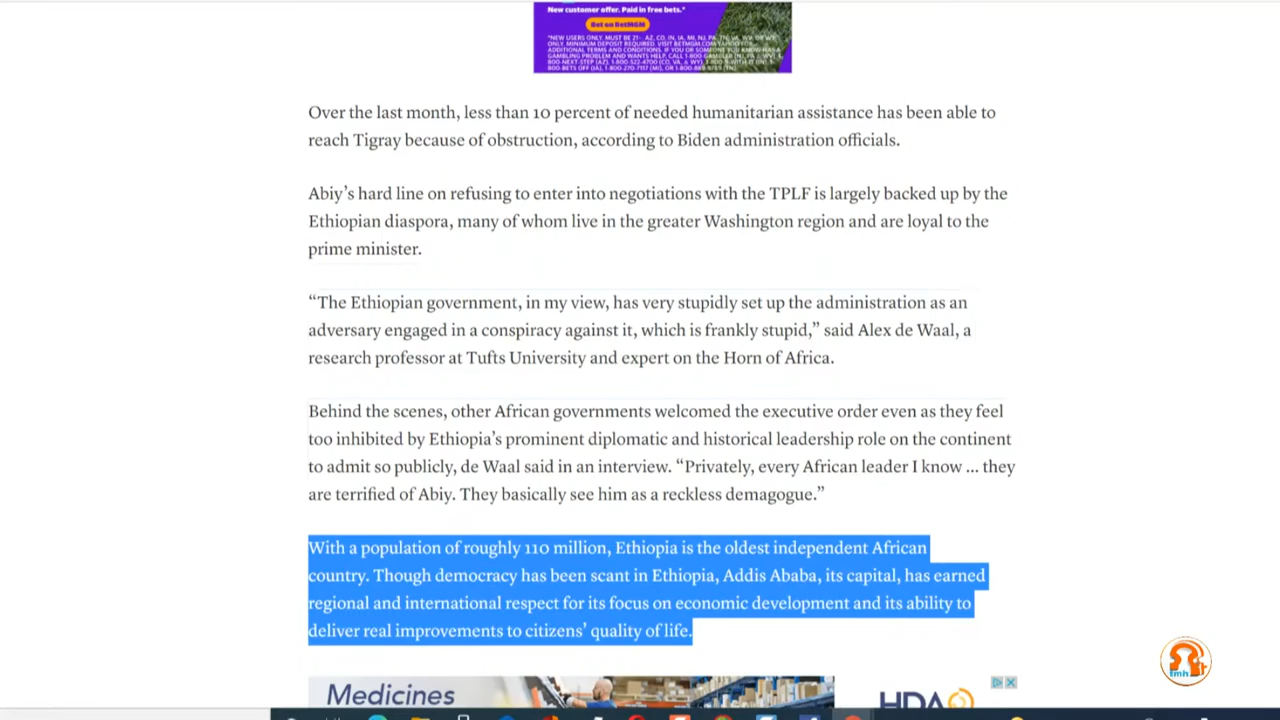 New customer offer. Paid in free bets.*
Bet on BetMGM
Over the last month, less than 10 percent of needed humanitarian assistance has been able to
reach Tigray because of obstruction, according to Biden administration officials.
Abiy’s hard line on refusing to enter into negotiations with the TPLF is largely backed up by the
Ethiopian diaspora, many of whom live in the greater Washington region and are loyal to the
prime minister.
“The Ethiopian government, in my view, has very stupidly set up the administration as an
adversary engaged in a conspiracy against it, which is frankly stupid,” said Alex de Waal, a
research professor at Tufts University and expert on the Horn of Africa.
Behind the scenes, other African governments welcomed the executive order even as they feel
too inhibited by Ethiopia’s prominent diplomatic and historical leadership role on the continent
to admit so publicly, de Waal said in an interview. “Privately, every African leader I know ... they
are terrified of Abiy. They basically see him as a reckless demagogue.”
With a population of roughly 110 million, Ethiopia is the oldest independent African
country. Though democracy has been scant in Ethiopia, Addis Ababa, its capital, has earned
regional and international respect for its focus on economic development and its ability to
deliver real improvements to citizens’ quality of life.
tmh
Medicines
HDA